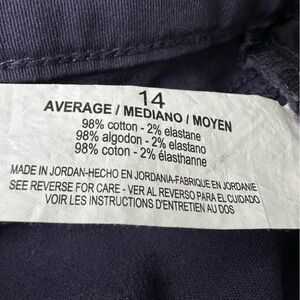 14
AVERAGE / MEDIANO / MOYEN
98% cotton - 2% elastane
98% algodon - 2% elastano
98% coton - 2% élasthanne
MADE IN JORDAN-HECHO EN JORDANIA-FABRIQUE EN JORDANIE
SEE REVERSE FOR CARE - VER AL REVERSO PARA EL CUIDADO
VOIR LES INSTRUCTIONS D'ENTRETIEN AU DOS